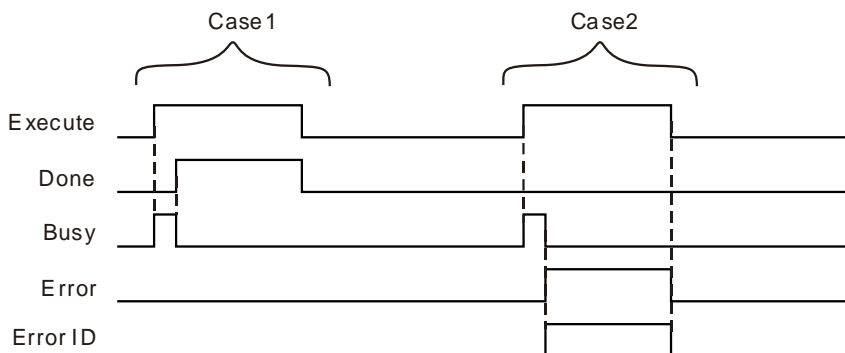 Case1 Case2
Execute
Done
Busy
Error
Error ID